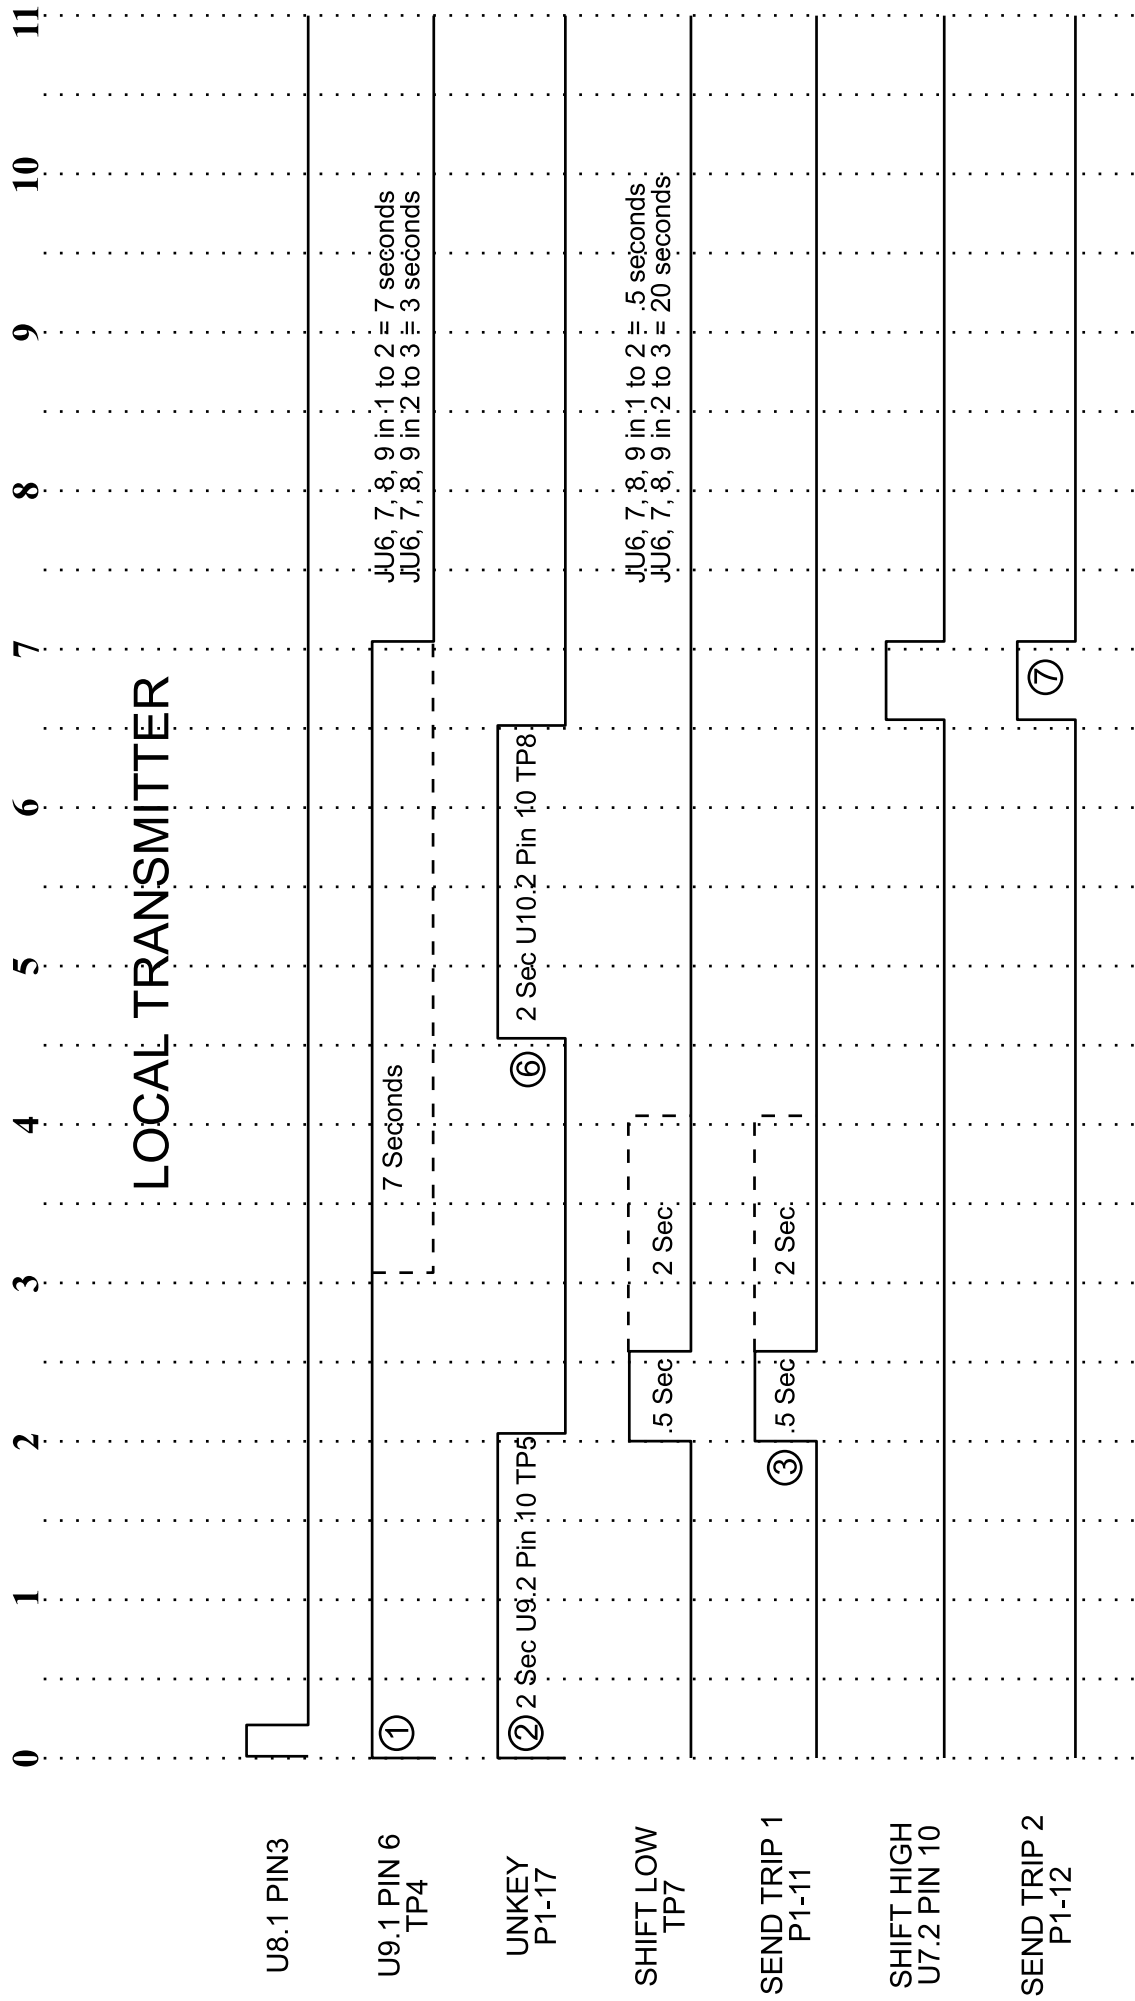 0 1 2 3 4 5 6 7 8 9 10 11
LOCAL TRANSMITTER
U8.1 PIN3
U9.1 PIN 6
TP4
1
7 Seconds
JU6, 7, 8, 9 in 1 to 2 = 7 seconds
JU6, 7, 8, 9 in 2 to 3 = 3 seconds
UNKEY
P1-17
2
2 Sec U9.2 Pin 10 TP5
6
2 Sec U10.2 Pin 10 TP8
SHIFT LOW
TP7
.5 Sec
2 Sec
JU6, 7, 8, 9 in 1 to 2 = .5 seconds
JU6, 7, 8, 9 in 2 to 3 = 20 seconds
SEND TRIP 1
P1-11
3
.5 Sec
2 Sec
SHIFT HIGH
U7.2 PIN 10
SEND TRIP 2
P1-12
7